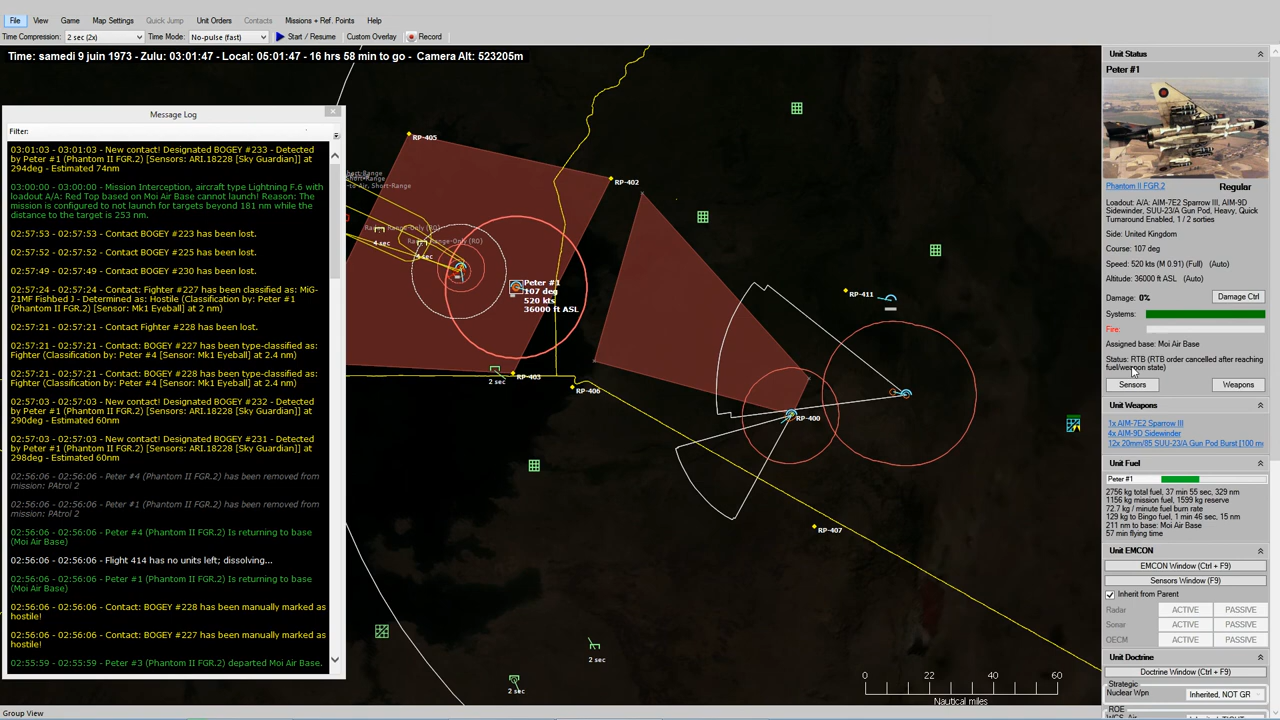 File View Game Map Settings Quick Jump Unit Orders Contacts Missions + Ref. Points Help
Time Compression: 2 sec (2x) Time Mode: No-pulse (fast) Start / Resume Custom Overlay Record
Time: samedi 9 juin 1973 - Zulu: 03:01:47 - Local: 05:01:47 - 16 hrs 58 min to go - Camera Alt: 523205m
Message Log
Filter:
03:01:03 - 03:01:03 - New contact! Designated BOGEY #233 - Detected
by Peter #1 (Phantom II FGR.2) [Sensors: ARI.18228 [Sky Guardian]] at
294deg - Estimated 74nm
03:00:00 - 03:00:00 - Mission Interception, aircraft type Lightning F.6 with
loadout A/A: Red Top based on Moi Air Base cannot launch! Reason: The
mission is configured to not launch for targets beyond 181 nm while the
distance to the target is 253 nm.
02:57:53 - 02:57:53 - Contact BOGEY #223 has been lost.
02:57:52 - 02:57:52 - Contact BOGEY #225 has been lost.
02:57:49 - 02:57:49 - Contact BOGEY #230 has been lost.
02:57:24 - 02:57:24 - Contact: Fighter #227 has been classified as: MiG-
21MF Fishbed J - Determined as: Hostile (Classification by: Peter #1
(Phantom II FGR.2) [Sensor: Mk1 Eyeball] at 2 nm)
02:57:21 - 02:57:21 - Contact Fighter #228 has been lost.
02:57:21 - 02:57:21 - Contact: BOGEY #227 has been type-classified as:
Fighter (Classification by: Peter #4 [Sensor: Mk1 Eyeball] at 2.4 nm)
02:57:21 - 02:57:21 - Contact: BOGEY #228 has been type-classified as:
Fighter (Classification by: Peter #4 [Sensor: Mk1 Eyeball] at 2.4 nm)
02:57:03 - 02:57:03 - New contact! Designated BOGEY #232 - Detected
by Peter #1 (Phantom II FGR.2) [Sensors: ARI.18228 [Sky Guardian]] at
290deg - Estimated 60nm
02:57:03 - 02:57:03 - New contact! Designated BOGEY #231 - Detected
by Peter #1 (Phantom II FGR.2) [Sensors: ARI.18228 [Sky Guardian]] at
298deg - Estimated 60nm
02:56:06 - 02:56:06 - Peter #4 (Phantom II FGR.2) has been removed from
mission: PAtrol 2
02:56:06 - 02:56:06 - Peter #1 (Phantom II FGR.2) has been removed from
mission: PAtrol 2
02:56:06 - 02:56:06 - Peter #4 (Phantom II FGR.2) Is returning to base
(Moi Air Base)
02:56:06 - 02:56:06 - Flight 414 has no units left; dissolving...
02:56:06 - 02:56:06 - Peter #1 (Phantom II FGR.2) Is returning to base
(Moi Air Base)
02:56:06 - 02:56:06 - Contact: BOGEY #228 has been manually marked as
hostile!
02:56:06 - 02:56:06 - Contact: BOGEY #227 has been manually marked as
hostile!
02:55:59 - 02:55:59 - Peter #3 (Phantom II FGR.2) departed Moi Air Base.
Group View
RP-405
RP-402
4 sec
4 sec
Peter #1
107 deg
520 kts
36000 ft ASL
RP-411
2 sec
RP-403
RP-406
RP-400
RP-407
2 sec
2 sec
0 22 40 60
Nautical miles
Unit Status
Peter #1
Phantom II FGR.2 Regular
Loadout: A/A: AIM-7E2 Sparrow III, AIM-9D
Sidewinder, SUU-23/A Gun Pod, Heavy, Quick
Turnaround Enabled, 1 / 2 sorties
Side: United Kingdom
Course: 107 deg
Speed: 520 kts (M 0.91) (Full) (Auto)
Altitude: 36000 ft (Auto)
Damage: 0% Damage Ctrl
Systems:
Fire:
Assigned base: Moi Air Base
Status: RTB (RTB order cancelled after reaching
fuel/weapon state)
Sensors Weapons
Unit Weapons
1x AIM-7E2 Sparrow III
4x AIM-9D Sidewinder
12x 20mm/85 SUU-23/A Gun Pod Burst [100 
Unit Fuel
Peter #1
2756 kg total fuel, 37 min 55 sec, 329 nm
1156 kg mission fuel, 1599 kg reserve
72.7 kg / minute fuel burn rate
129 kg to Bingo fuel, 1 min 46 sec, 15 nm
211 nm to base: Moi Air Base
57 min flying time
Unit EMCON
EMCON Window (Ctrl + F9)
Sensors Window (F9)
Inherit from Parent
Radar ACTIVE PASSIVE
Sonar ACTIVE PASSIVE
OECM ACTIVE PASSIVE
Unit Doctrine
Doctrine Window (Ctrl + F9)
Strategic
Nuclear Wpn Inherited, NOT GR
ROE